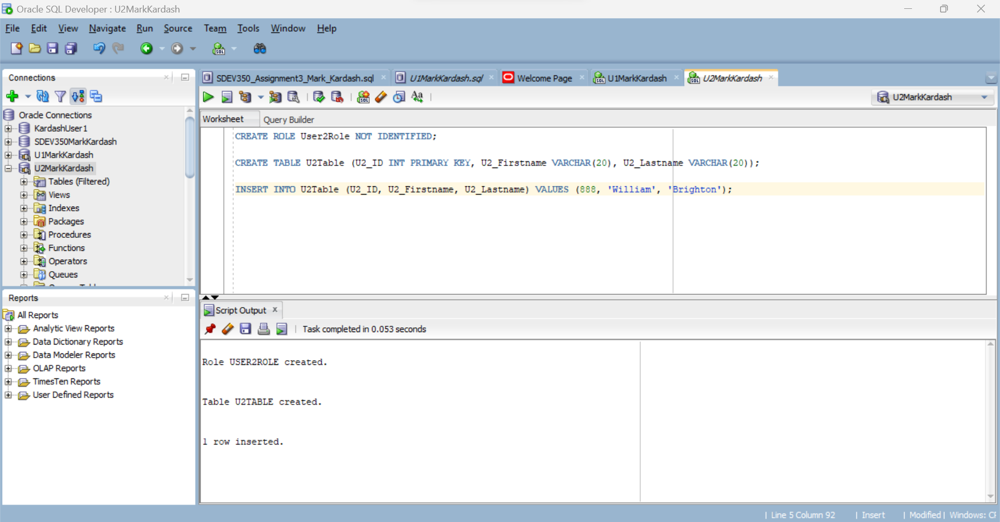 Oracle SQL Developer : U2MarkKardash
File Edit View Navigate Run Source Team Tools Window Help
Connections
SDEV350_Assignment3_Mark_Kardash.sql
U1MarkKardash.sql
Welcome Page
U1MarkKardash
U2MarkKardash
U2MarkKardash
Oracle Connections
KardashUser1
SDEV350MarkKardash
U1MarkKardash
U2MarkKardash
Tables (Filtered)
Views
Indexes
Packages
Procedures
Functions
Operators
Queues
Worksheet Query Builder
CREATE ROLE User2Role NOT IDENTIFIED;
CREATE TABLE U2Table (U2_ID INT PRIMARY KEY, U2_Firstname VARCHAR(20), U2_Lastname VARCHAR(20));
INSERT INTO U2Table (U2_ID, U2_Firstname, U2_Lastname) VALUES (888, 'William', 'Brighton');
Reports
All Reports
Analytic View Reports
Data Dictionary Reports
Data Modeler Reports
OLAP Reports
TimesTen Reports
User Defined Reports
Script Output
Task completed in 0.053 seconds
Role USER2ROLE created.
Table U2TABLE created.
1 row inserted.
Line 5 Column 92 | Insert | Modified | Windows: